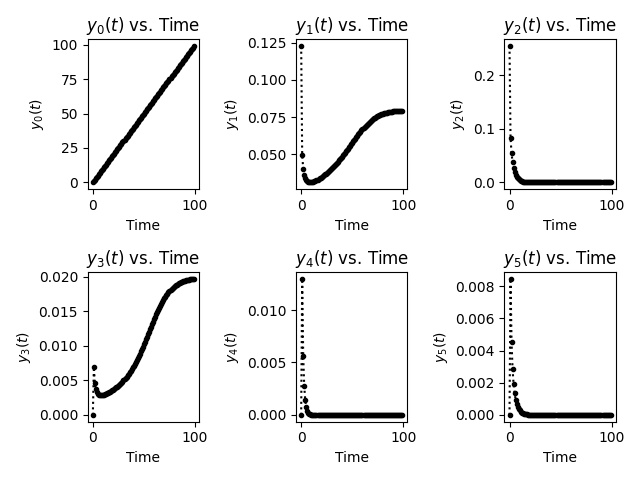 y₀(t) vs. Time
y₁(t) vs. Time
y₂(t) vs. Time
100
75
50
25
0
y₀(t)
0
100
Time
0.125
0.100
0.075
0.050
y₁(t)
0
100
Time
0.2
0.1
0.0
y₂(t)
0
100
Time
y₃(t) vs. Time
y₄(t) vs. Time
y₅(t) vs. Time
0.020
0.015
0.010
0.005
0.000
y₃(t)
0
100
Time
0.010
0.005
0.000
y₄(t)
0
100
Time
0.008
0.006
0.004
0.002
0.000
y₅(t)
0
100
Time